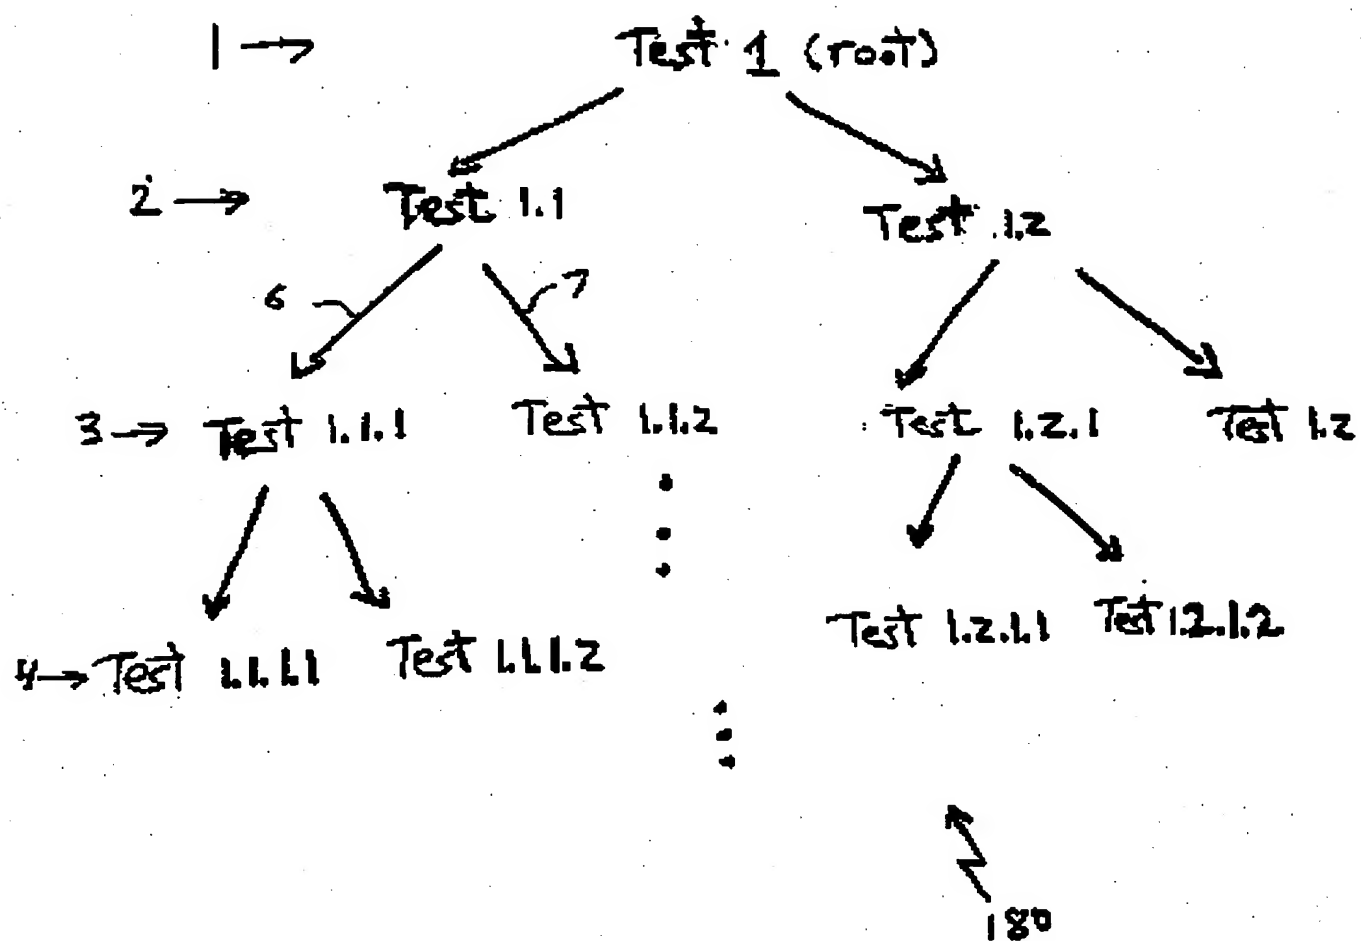 1 → Test 1 (root)
2 → Test 1.1 Test 1.2
6 7
3 → Test 1.1.1 Test 1.1.2 Test 1.2.1 Test 1.2
4 → Test 1.1.1.1 Test 1.1.1.2 Test 1.2.1.1 Test 1.2.1.2
180